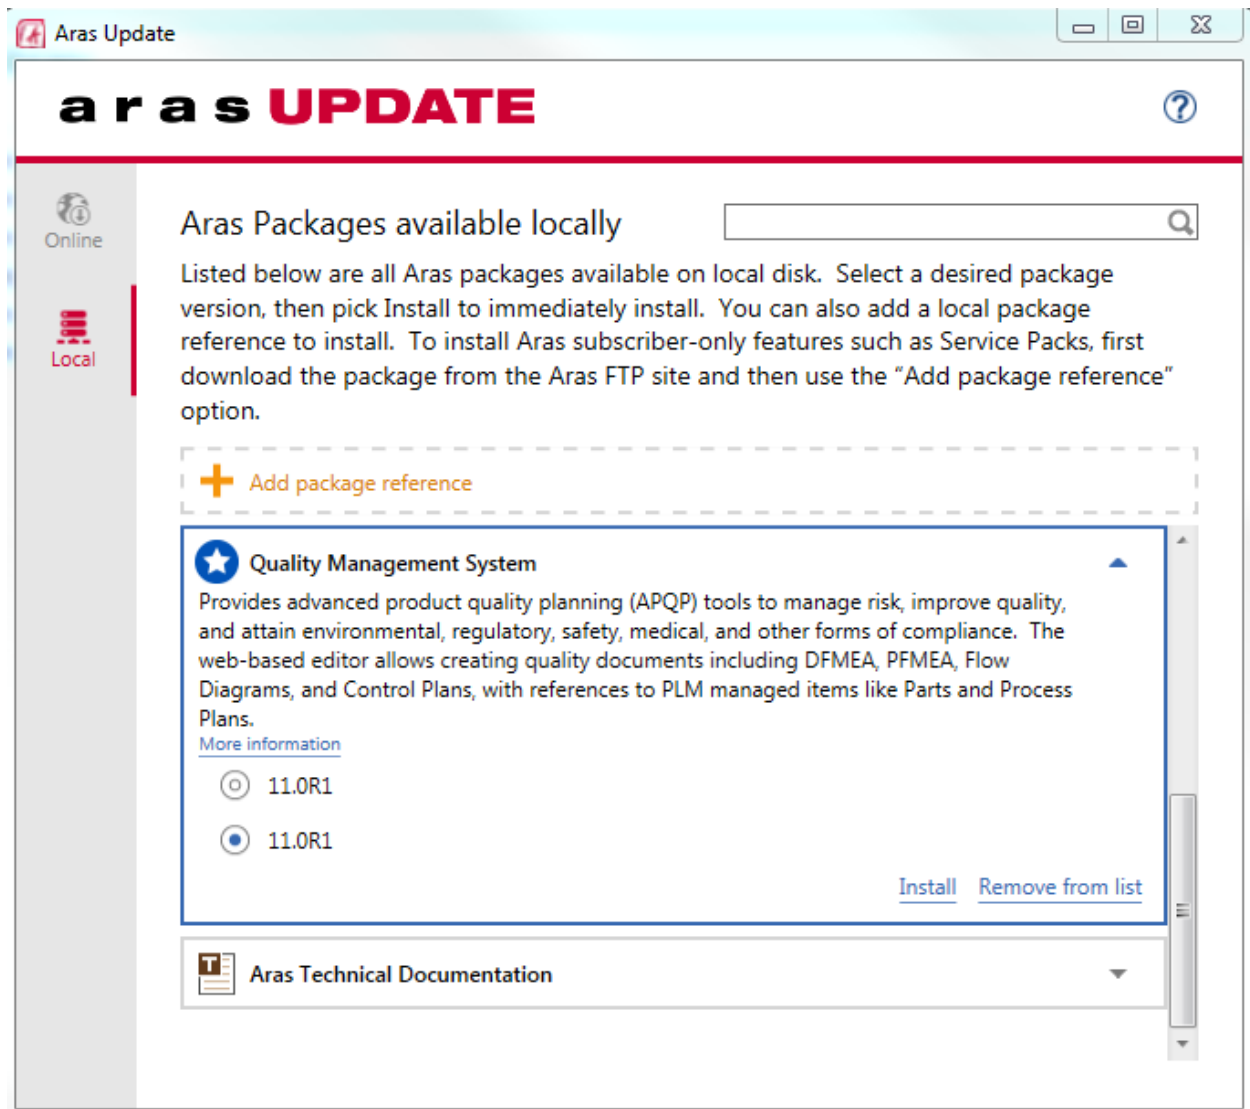 Aras Update
aras UPDATE
?
Online
Local
Aras Packages available locally
Listed below are all Aras packages available on local disk.  Select a desired package
version, then pick Install to immediately install.  You can also add a local package
reference to install.  To install Aras subscriber-only features such as Service Packs, first
download the package from the Aras FTP site and then use the “Add package reference”
option.
Add package reference
Quality Management System
Provides advanced product quality planning (APQP) tools to manage risk, improve quality,
and attain environmental, regulatory, safety, medical, and other forms of compliance.  The
web-based editor allows creating quality documents including DFMEA, PFMEA, Flow
Diagrams, and Control Plans, with references to PLM managed items like Parts and Process
Plans.
More information
11.0R1
11.0R1
Install Remove from list
T
Aras Technical Documentation